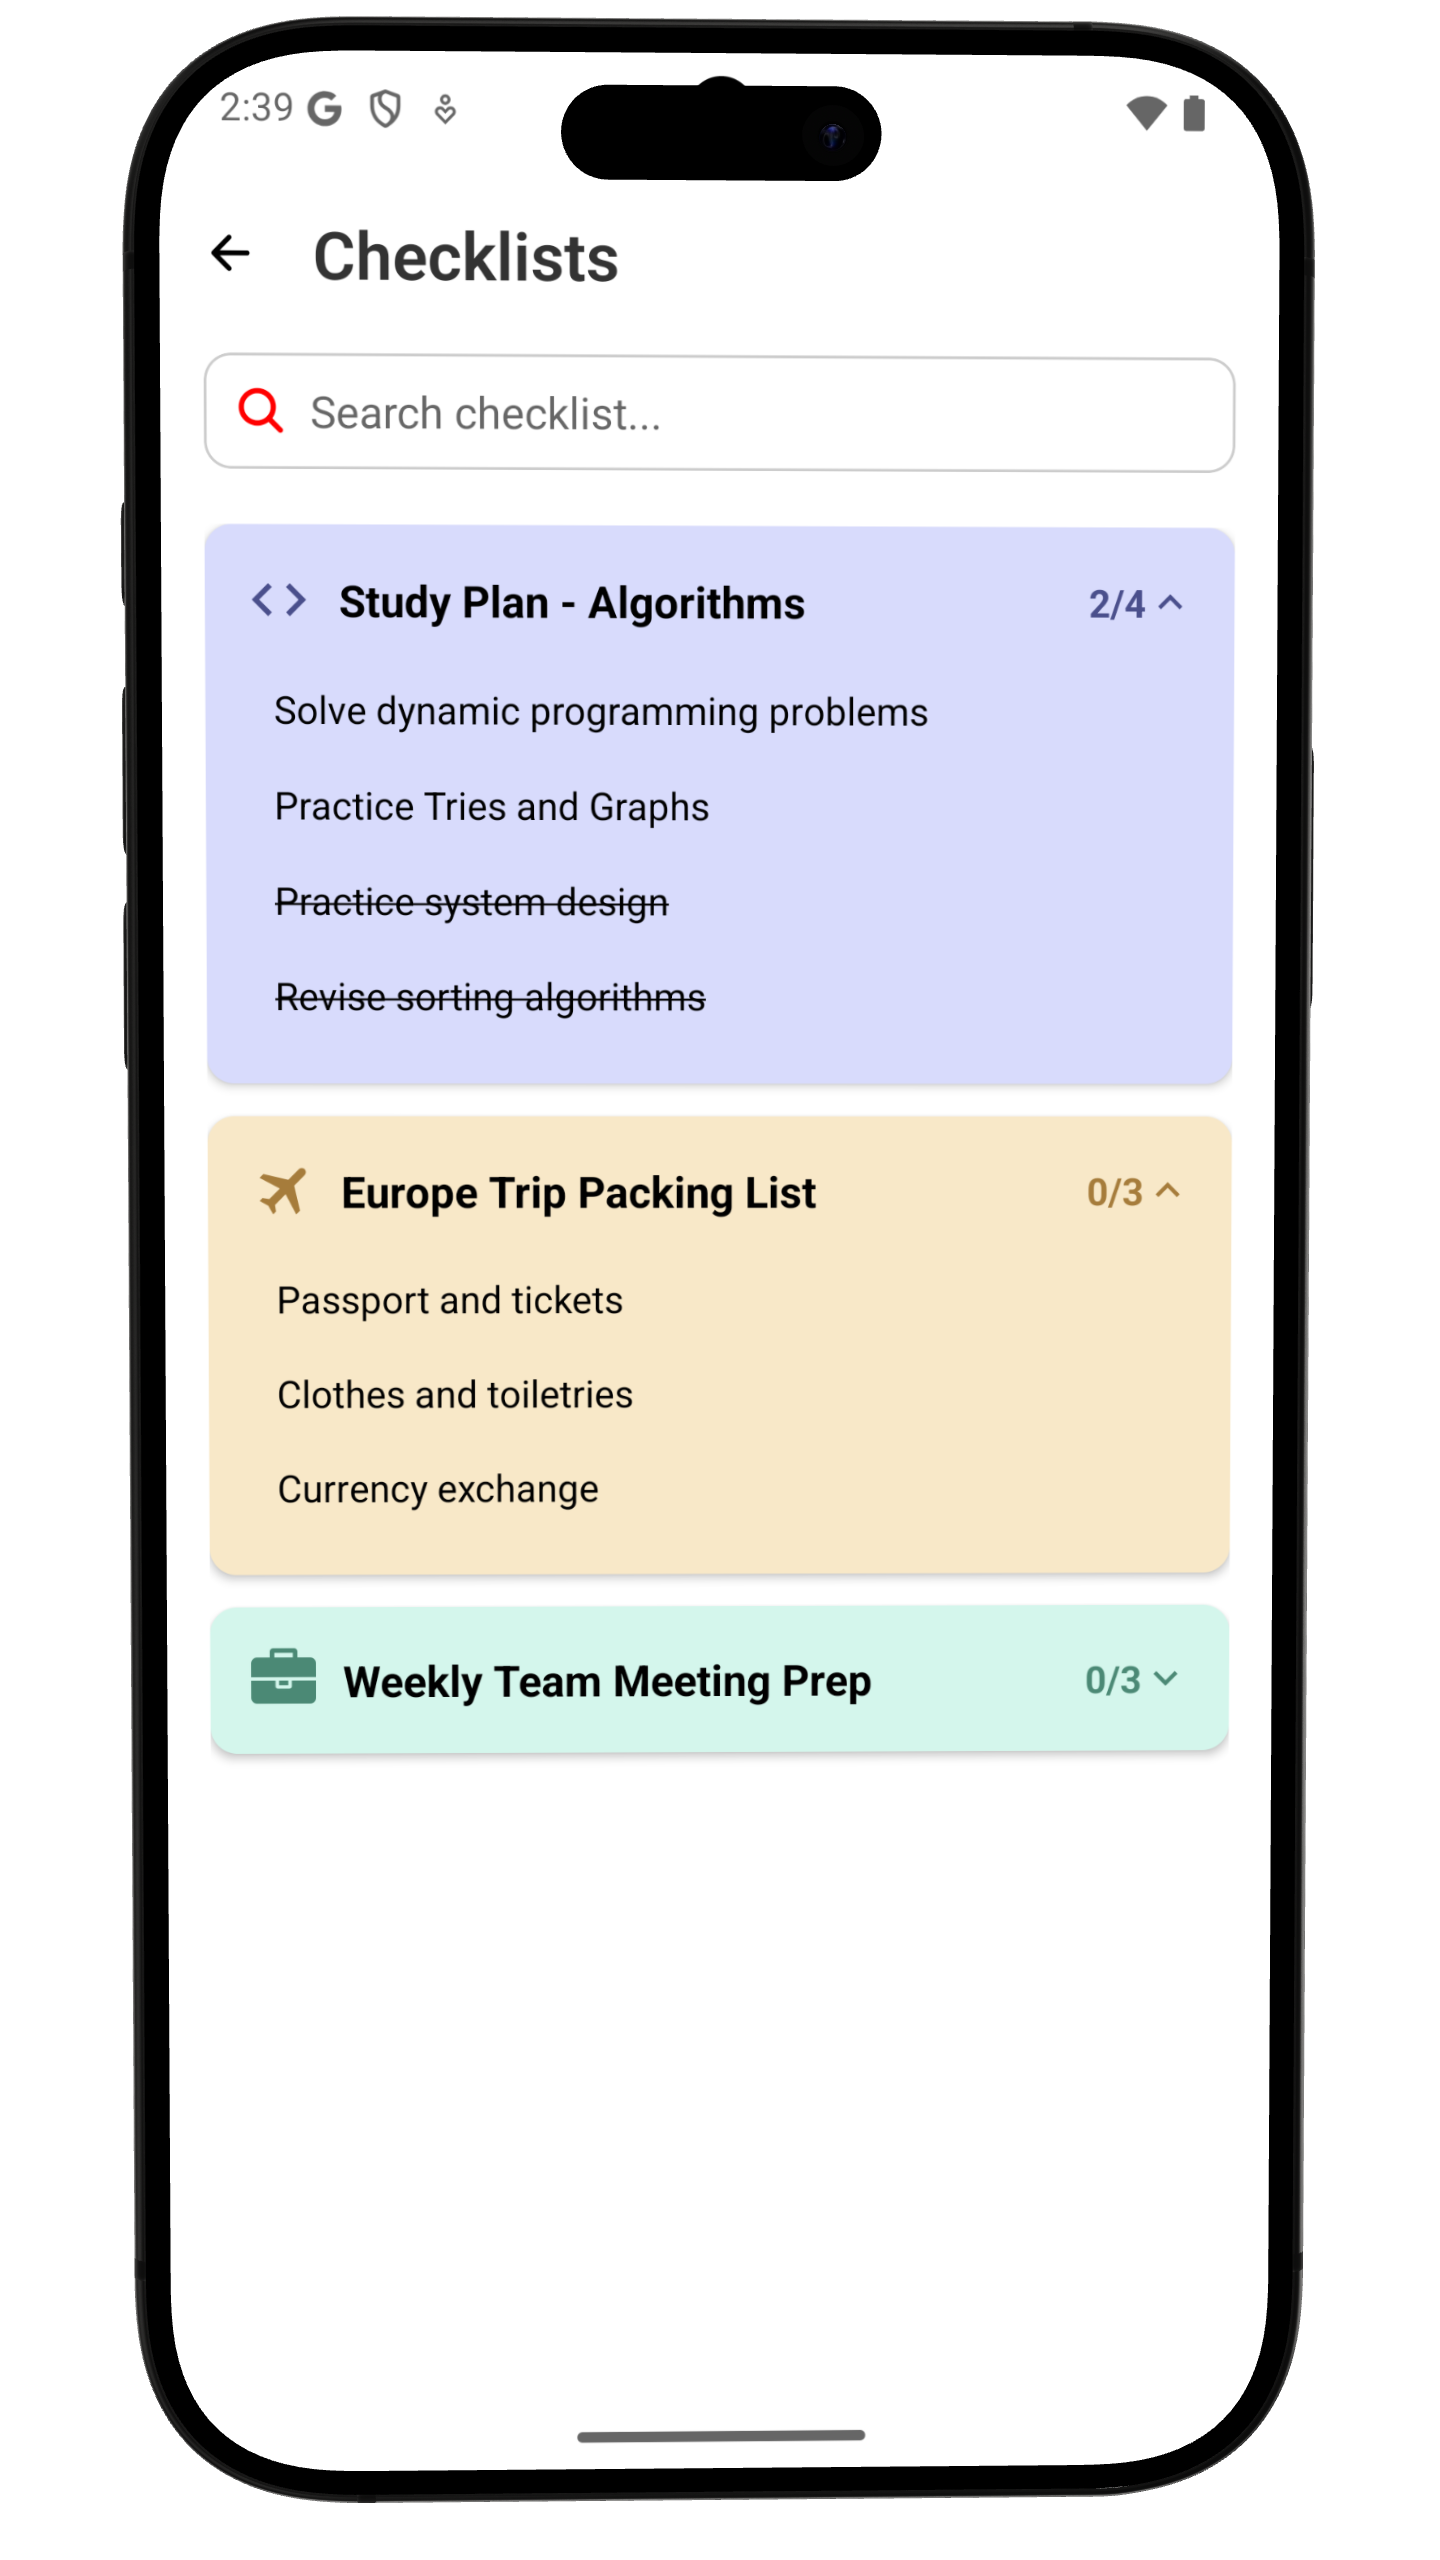 2:39
Checklists
Search checklist...
Study Plan - Algorithms 2/4
Solve dynamic programming problems
Practice Tries and Graphs
Practice system design
Revise sorting algorithms
Europe Trip Packing List 0/3
Passport and tickets
Clothes and toiletries
Currency exchange
Weekly Team Meeting Prep 0/3